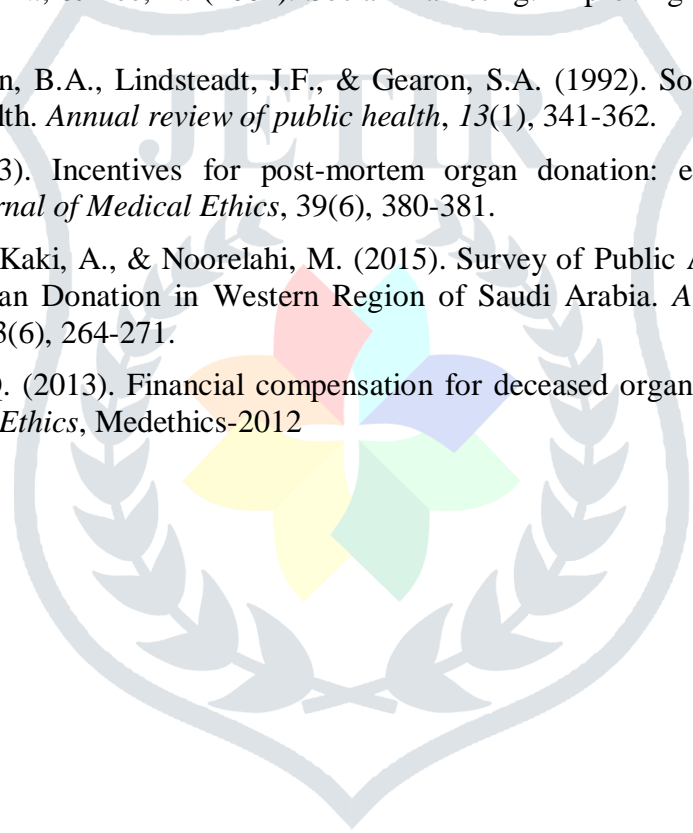 n, B.A., Lindsteadt, J.F., & Gearon, S.A. (1992). So
lth. Annual review of public health, 13(1), 341-362.
JETIR
3). Incentives for post-mortem organ donation: e
rnal of Medical Ethics, 39(6), 380-381.
Kaki, A., & Noorelahi, M. (2015). Survey of Public A
an Donation in Western Region of Saudi Arabia. A
3(6), 264-271.
. (2013). Financial compensation for deceased organ
Ethics, Medethics-2012